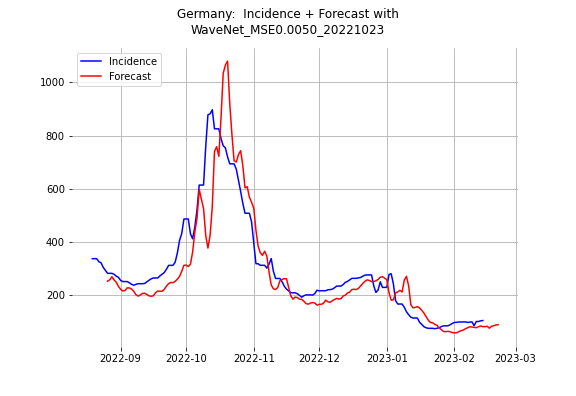 Germany:  Incidence + Forecast with
WaveNet_MSE0.0050_20221023
Incidence
Forecast
1000
800
600
400
200
2022-09 2022-10 2022-11 2022-12 2023-01 2023-02 2023-03